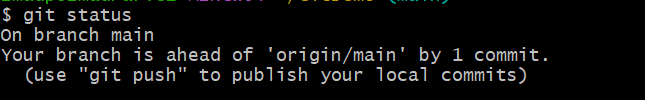 $ git status
On branch main
Your branch is ahead of 'origin/main' by 1 commit.
  (use "git push" to publish your local commits)